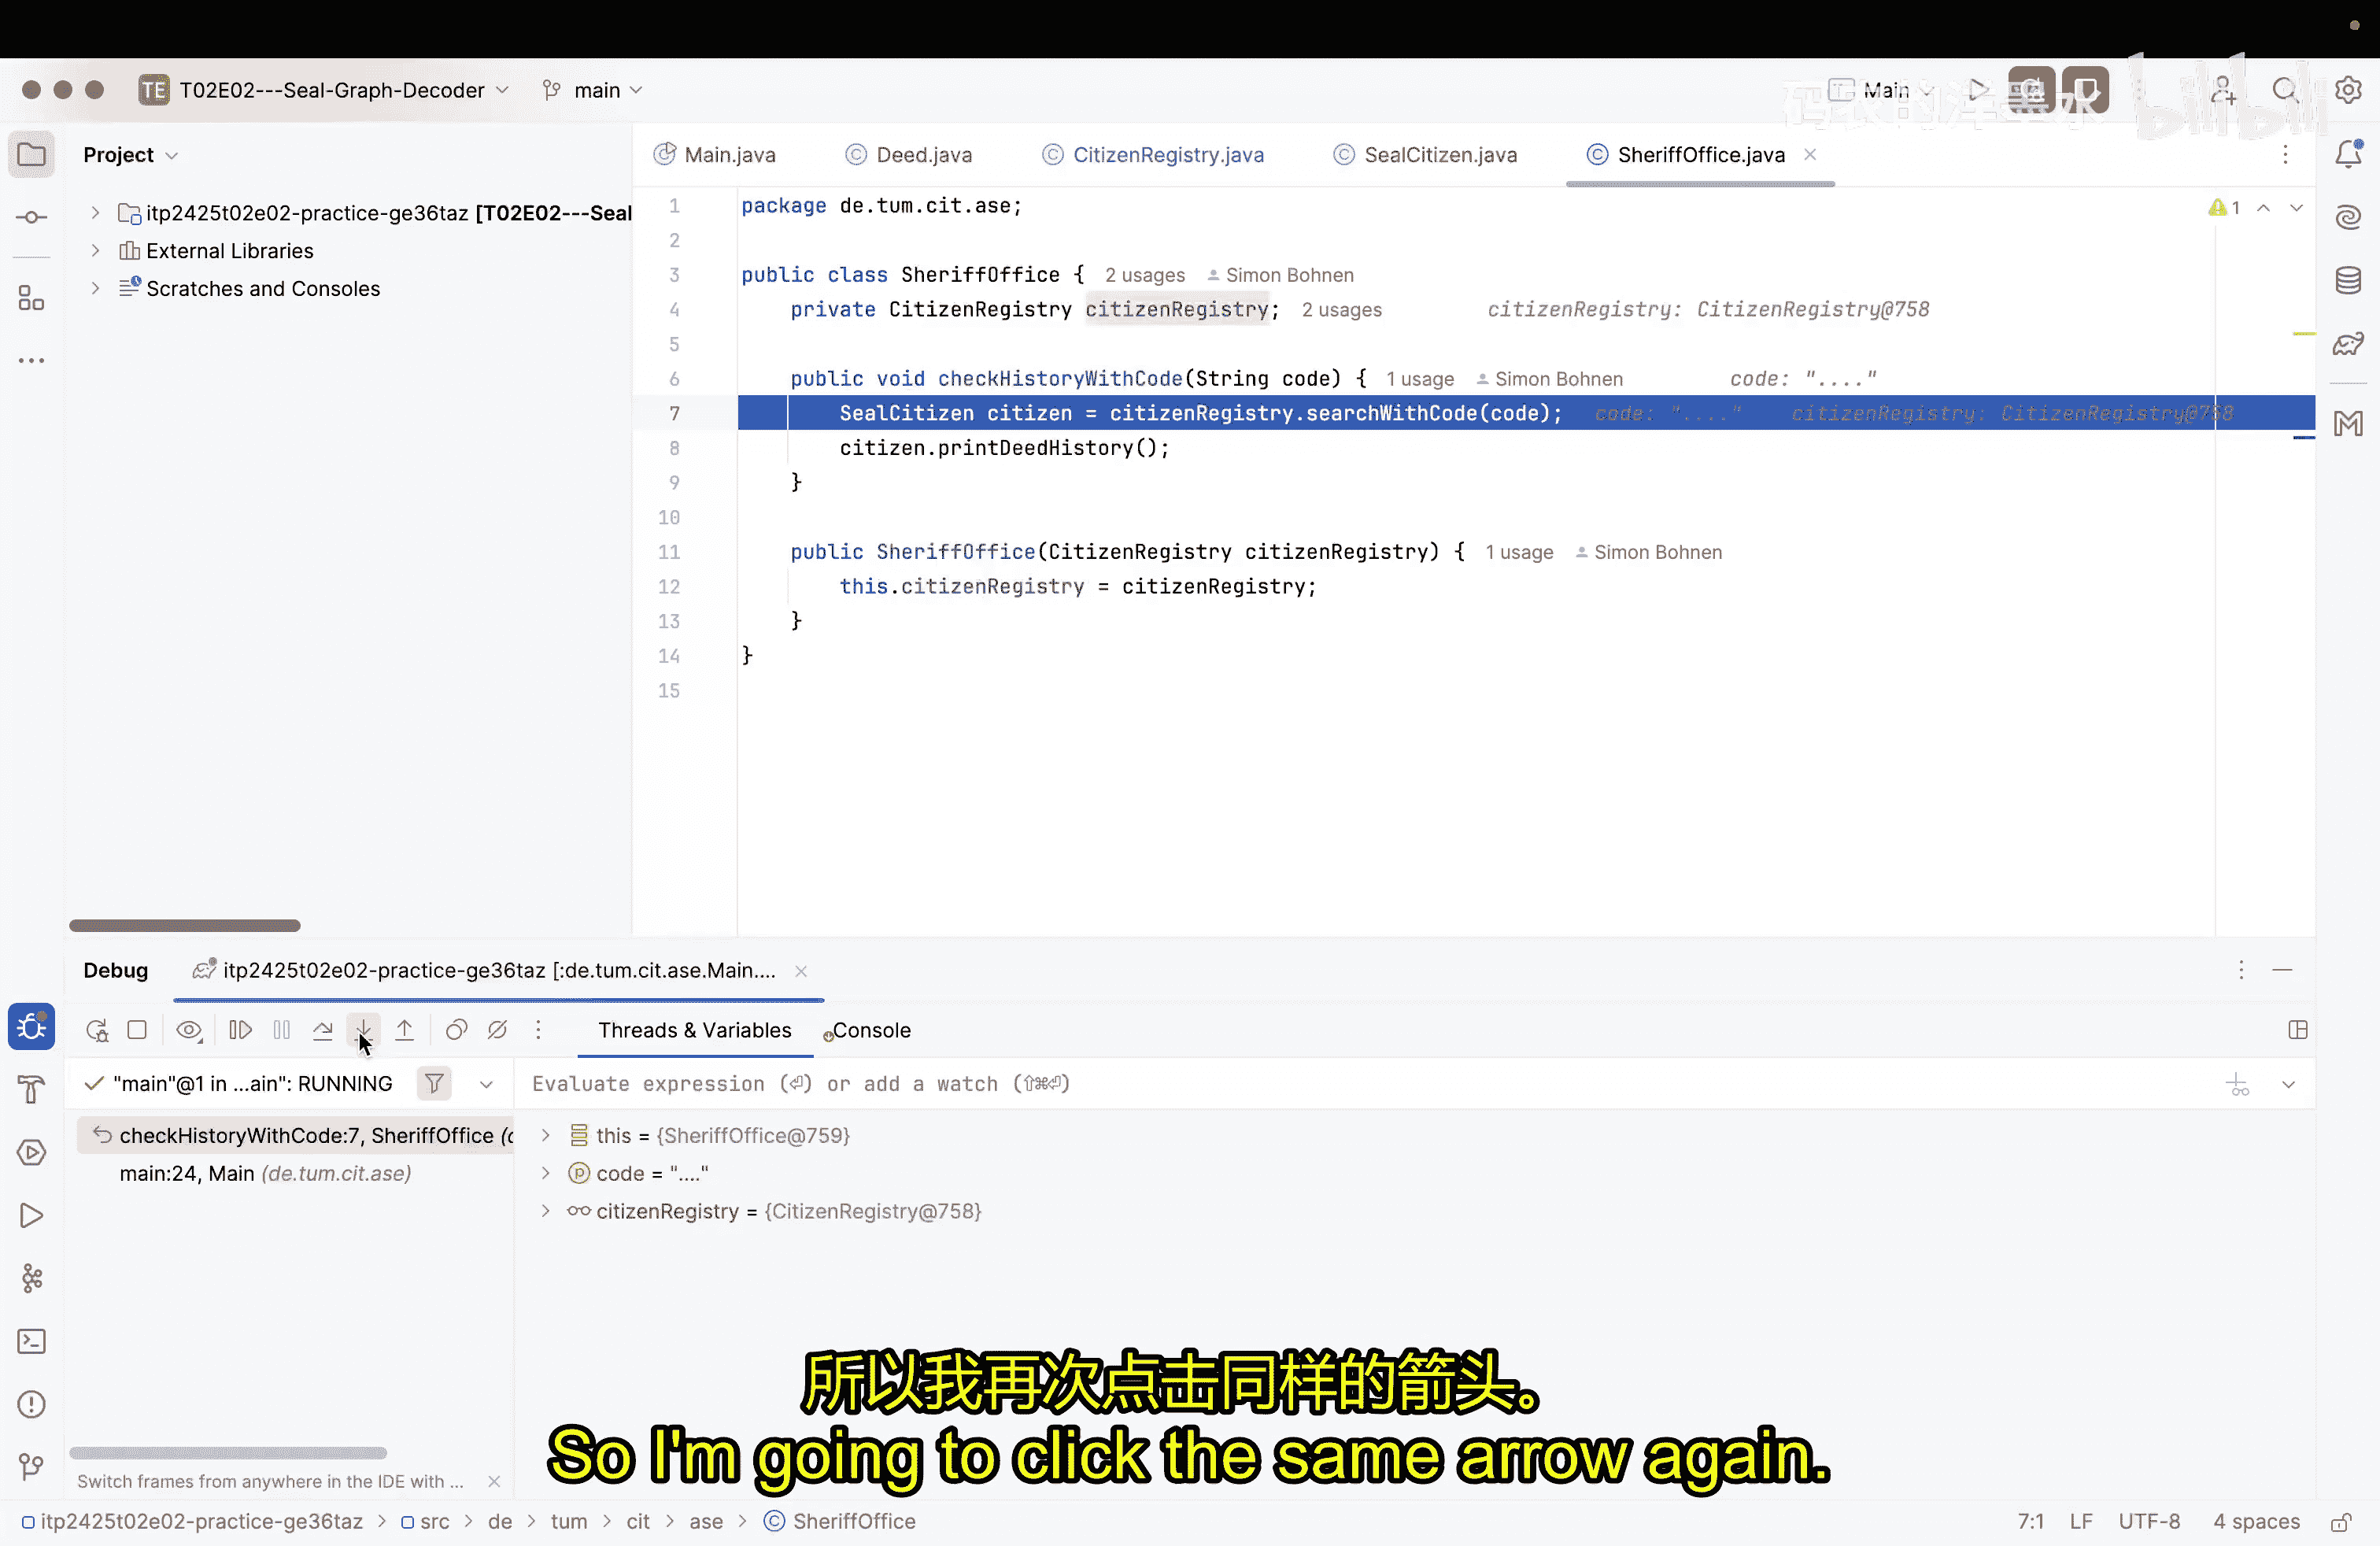 TE T02E02---Seal-Graph-Decoder main
Main
bilibili
Project
itp2425t02e02-practice-ge36taz [T02E02---Seal
External Libraries
Scratches and Consoles
Main.java Deed.java CitizenRegistry.java SealCitizen.java SheriffOffice.java
1 package de.tum.cit.ase;
1
2
3 public class SheriffOffice { 2 usages Simon Bohnen
4 private CitizenRegistry citizenRegistry; 2 usages citizenRegistry: CitizenRegistry@758
5
6 public void checkHistoryWithCode(String code) { 1 usage Simon Bohnen code: "...."
7 SealCitizen citizen = citizenRegistry.searchWithCode(code); code: "...." citizenRegistry: CitizenRegistry@758
8 citizen.printDeedHistory();
9 }
10
11 public SheriffOffice(CitizenRegistry citizenRegistry) { 1 usage Simon Bohnen
12 this.citizenRegistry = citizenRegistry;
13 }
14 }
15
Debug itp2425t02e02-practice-ge36taz [:de.tum.cit.ase.Main....
Threads & Variables Console
"main"@1 in ...ain": RUNNING
Evaluate expression (⏎) or add a watch (⇧⌘⏎)
checkHistoryWithCode:7, SheriffOffice (d
main:24, Main (de.tum.cit.ase)
this = {SheriffOffice@759}
code = "...."
citizenRegistry = {CitizenRegistry@758}
所以我再次点击同样的箭头。
So I'm going to click the same arrow again.
Switch frames from anywhere in the IDE with ...
itp2425t02e02-practice-ge36taz > src > de > tum > cit > ase > SheriffOffice
7:1 LF UTF-8 4 spaces